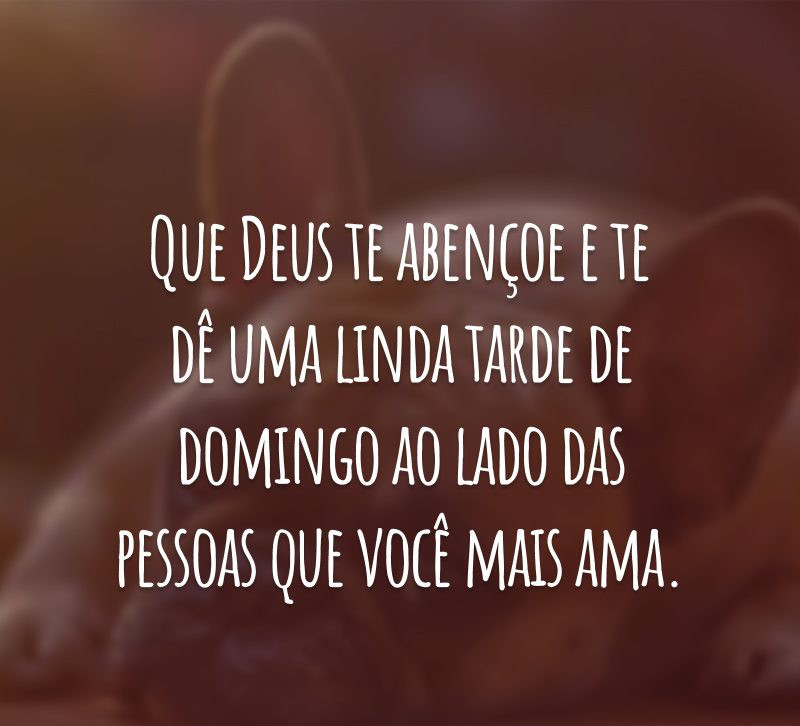 Que Deus te abençoe e te
dê uma linda tarde de
domingo ao lado das
pessoas que você mais ama.